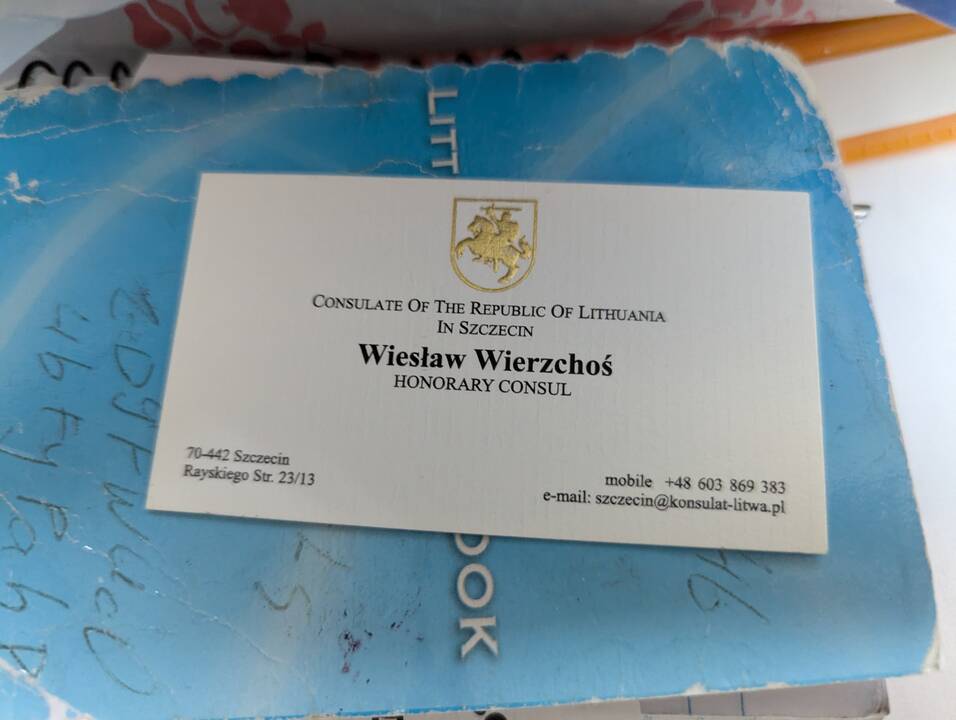 LITT
CONSULATE OF THE REPUBLIC OF LITHUANIA
IN SZCZECIN
Wiesław Wierzchoś
HONORARY CONSUL
70-442 Szczecin
Rayskiego Str. 23/13
mobile +48 603 869 383
e-mail: szczecin@konsulat-litwa.pl
OOK